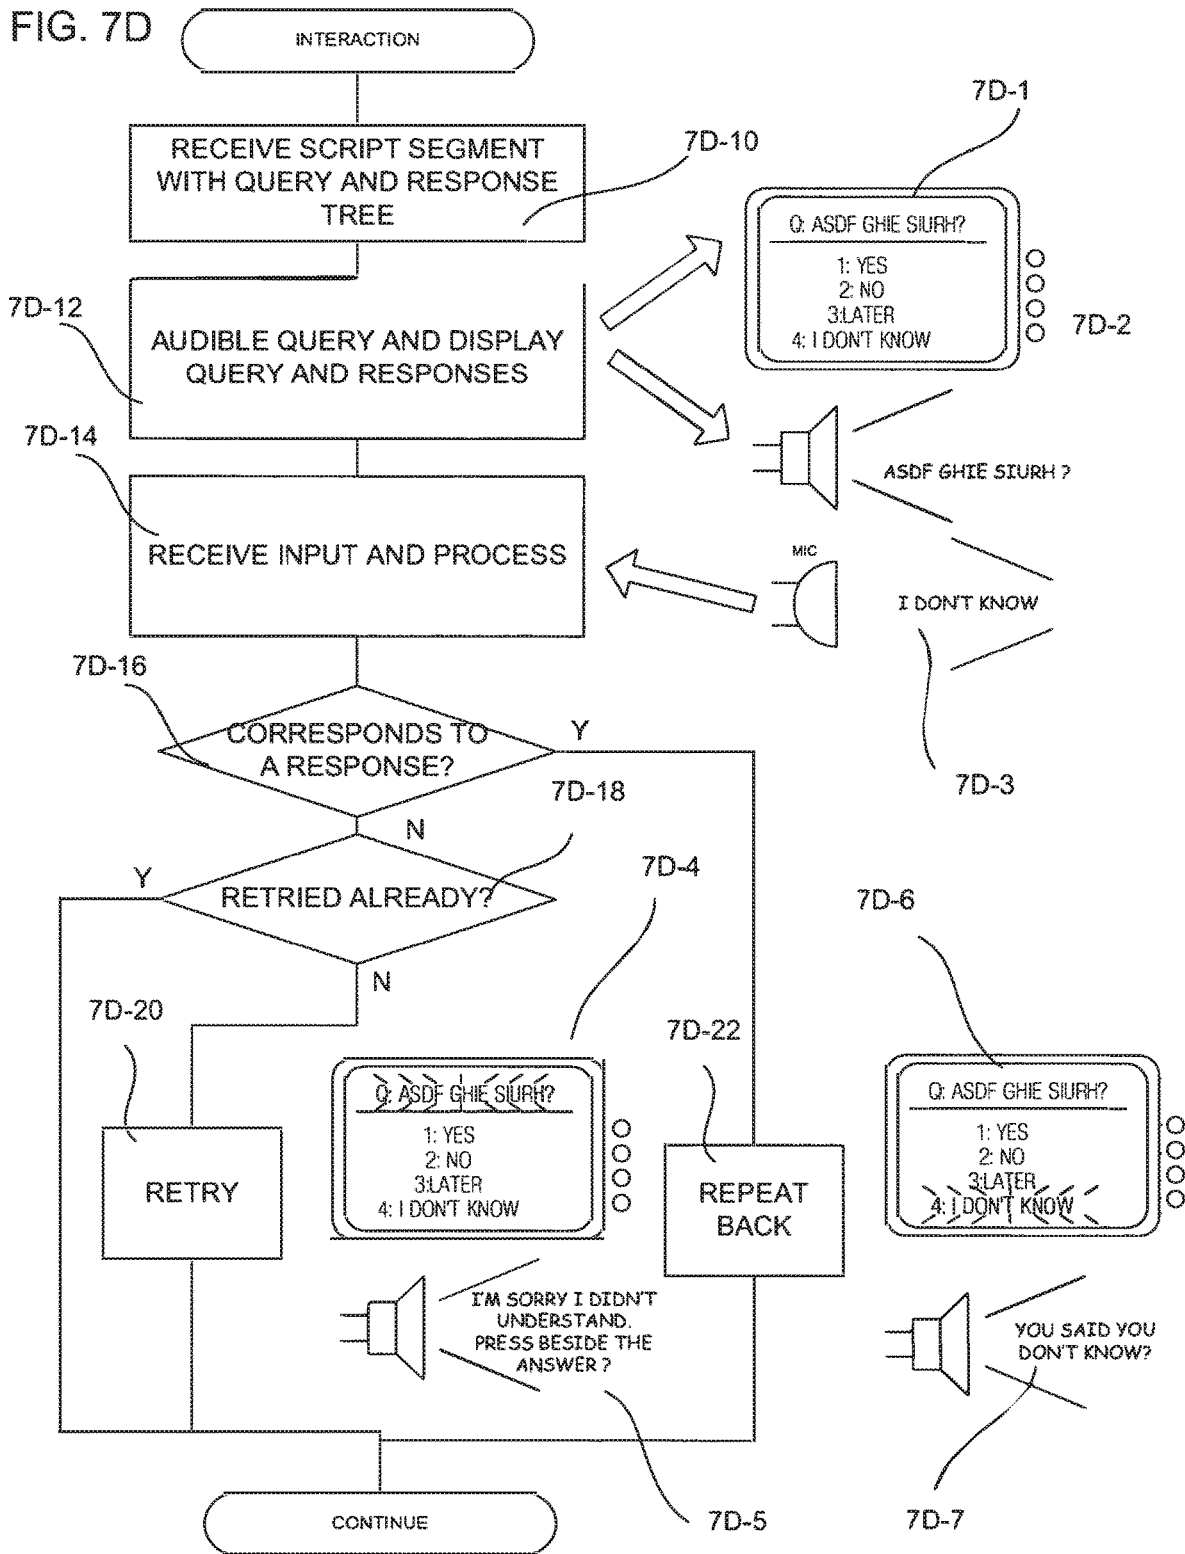 FIG. 7D
INTERACTION
7D-1
RECEIVE SCRIPT SEGMENT
WITH QUERY AND RESPONSE
TREE
7D-10
Q: ASDF GHIE SIURH?
1: YES
2: NO
3:LATER
4: I DON'T KNOW
7D-2
7D-12
AUDIBLE QUERY AND DISPLAY
QUERY AND RESPONSES
7D-14
ASDF GHIE SIURH ?
RECEIVE INPUT AND PROCESS
MIC
I DON'T KNOW
7D-16
CORRESPONDS TO
A RESPONSE?
Y
7D-3
7D-18
N
Y
RETRIED ALREADY?
7D-4
7D-6
N
7D-20
7D-22
Q: ASDF GHIE SIURH?
1: YES
2: NO
3:LATER
4: I DON'T KNOW
Q: ASDF GHIE SIURH?
1: YES
2: NO
3:LATER
4: I DON'T KNOW
RETRY
REPEAT
BACK
I'M SORRY I DIDN'T
UNDERSTAND.
PRESS BESIDE THE
ANSWER ?
YOU SAID YOU
DON'T KNOW?
CONTINUE
7D-5
7D-7